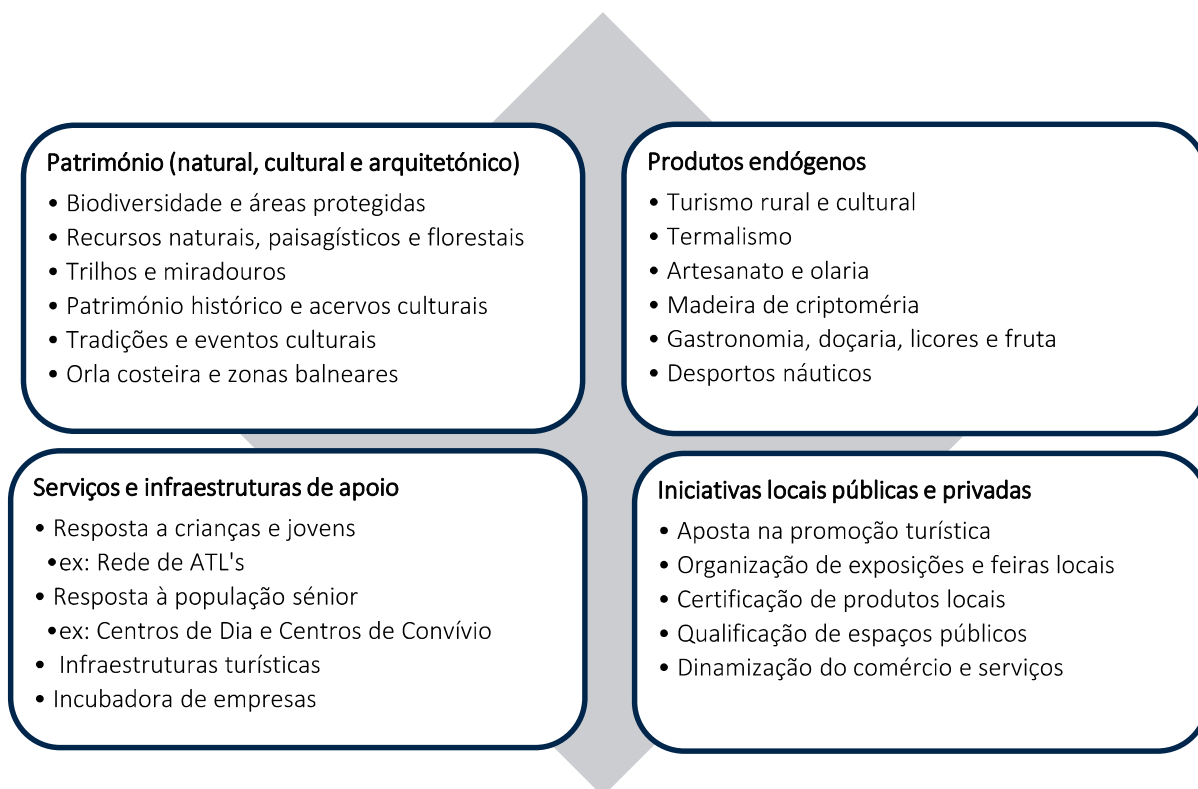 Património (natural, cultural e arquitetónico)
• Biodiversidade e áreas protegidas
• Recursos naturais, paisagísticos e florestais
• Trilhos e miradouros
• Património histórico e acervos culturais
• Tradições e eventos culturais
• Orla costeira e zonas balneares
Produtos endógenos
• Turismo rural e cultural
• Termalismo
• Artesanato e olaria
• Madeira de criptoméria
• Gastronomia, doçaria, licores e fruta
• Desportos náuticos
Serviços e infraestruturas de apoio
• Resposta a crianças e jovens
•ex: Rede de ATL's
• Resposta à população sénior
•ex: Centros de Dia e Centros de Convívio
• Infraestruturas turísticas
• Incubadora de empresas
Iniciativas locais públicas e privadas
• Aposta na promoção turística
• Organização de exposições e feiras locais
• Certificação de produtos locais
• Qualificação de espaços públicos
• Dinamização do comércio e serviços